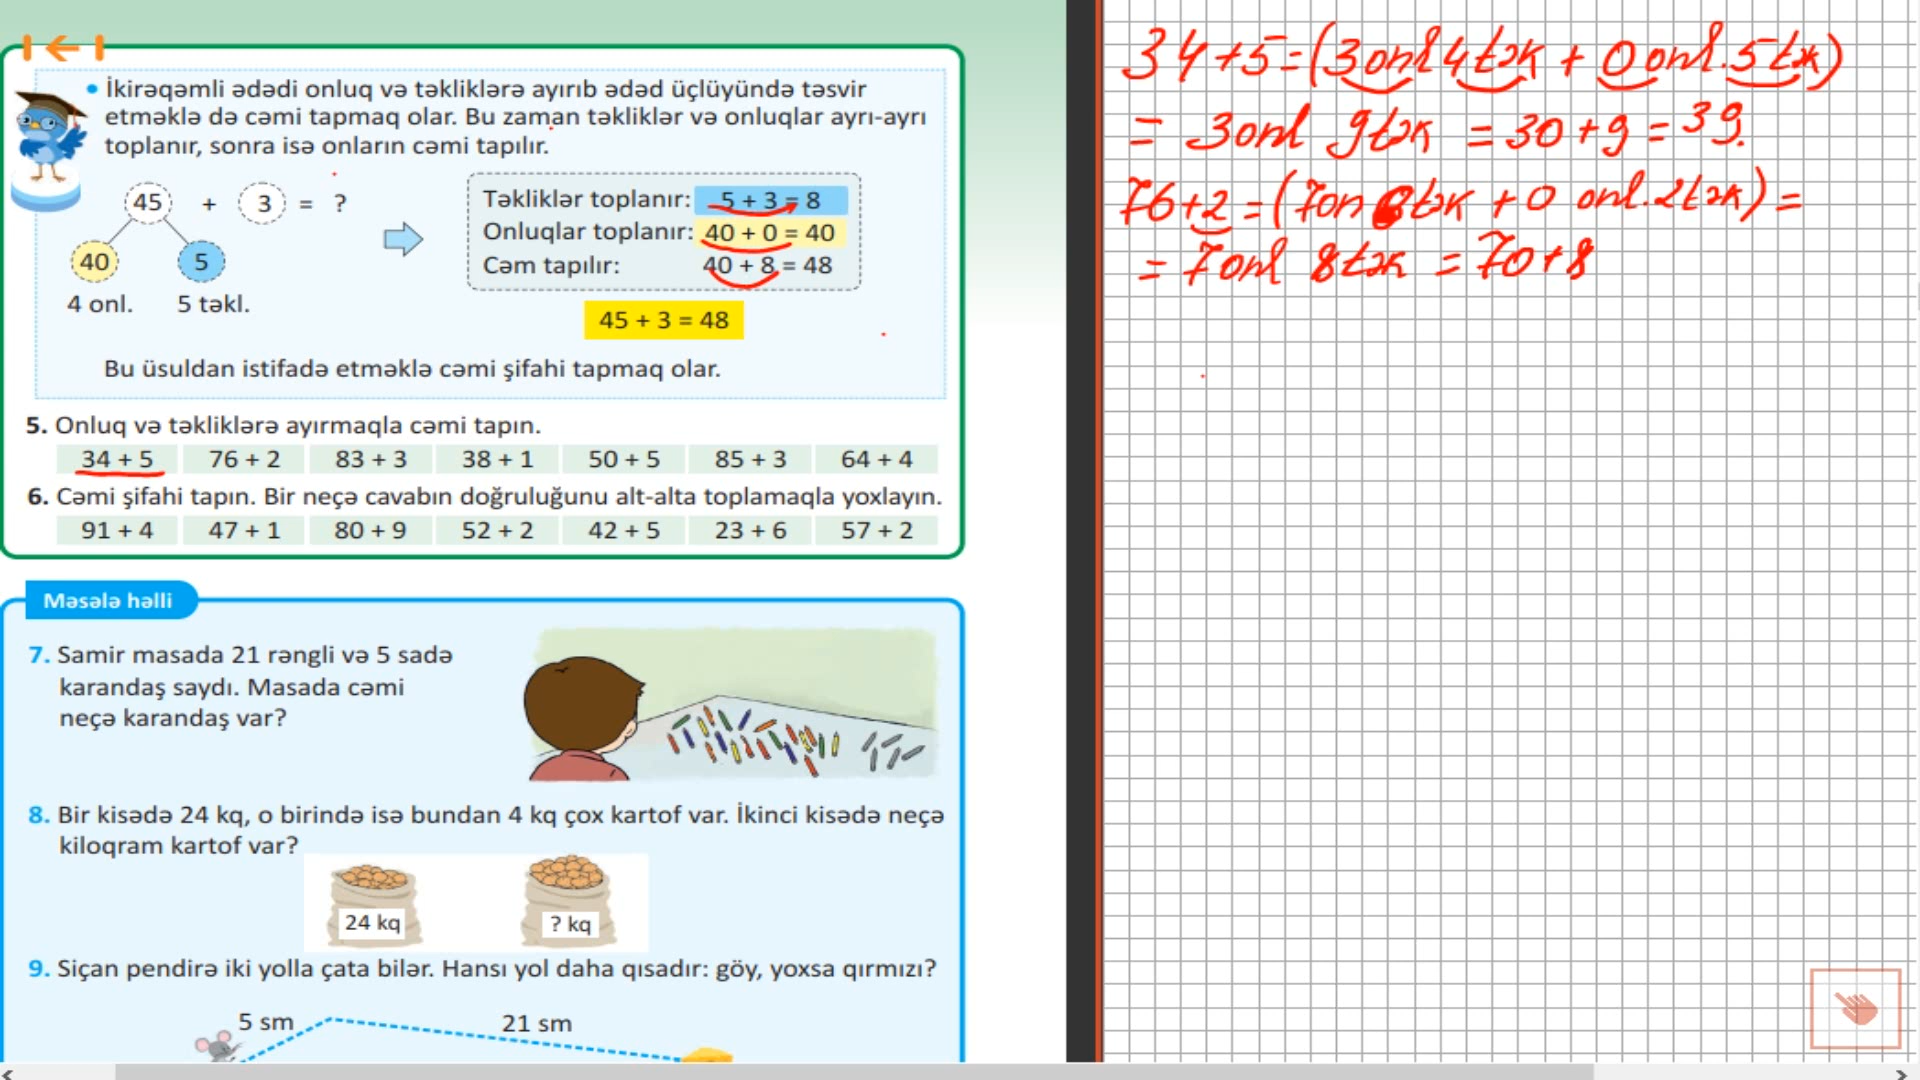 • İkirəqəmli ədədi onluq və təkliklərə ayırıb ədəd üçlüyündə təsvir
etməklə də cəmi tapmaq olar. Bu zaman təkliklər və onluqlar ayrı-ayrı
toplanır, sonra isə onların cəmi tapılır.
45 + 3 = ?
40 5
4 onl. 5 təkl.
Təkliklər toplanır: 5 + 3 = 8
Onluqlar toplanır: 40 + 0 = 40
Cəm tapılır: 40 + 8 = 48
45 + 3 = 48
Bu üsuldan istifadə etməklə cəmi şifahi tapmaq olar.
5. Onluq və təkliklərə ayırmaqla cəmi tapın.
34 + 5 76 + 2 83 + 3 38 + 1 50 + 5 85 + 3 64 + 4
6. Cəmi şifahi tapın. Bir neçə cavabın doğruluğunu alt-alta toplamaqla yoxlayın.
91 + 4 47 + 1 80 + 9 52 + 2 42 + 5 23 + 6 57 + 2
Məsələ həlli
7. Samir masada 21 rəngli və 5 sadə
karandaş saydı. Masada cəmi
neçə karandaş var?
8. Bir kisədə 24 kq, o birində isə bundan 4 kq çox kartof var. İkinci kisədə neçə
kiloqram kartof var?
24 kq ? kq
9. Siçan pendirə iki yolla çata bilər. Hansı yol daha qısadır: göy, yoxsa qırmızı?
5 sm 21 sm
34+5=(3onl 4tək + 0 onl. 5 tək)
= 3onl 9tək = 30+9=39.
76+2=(7on 6tək + 0 onl. 2tək)=
= 7onl 8tək = 70+8